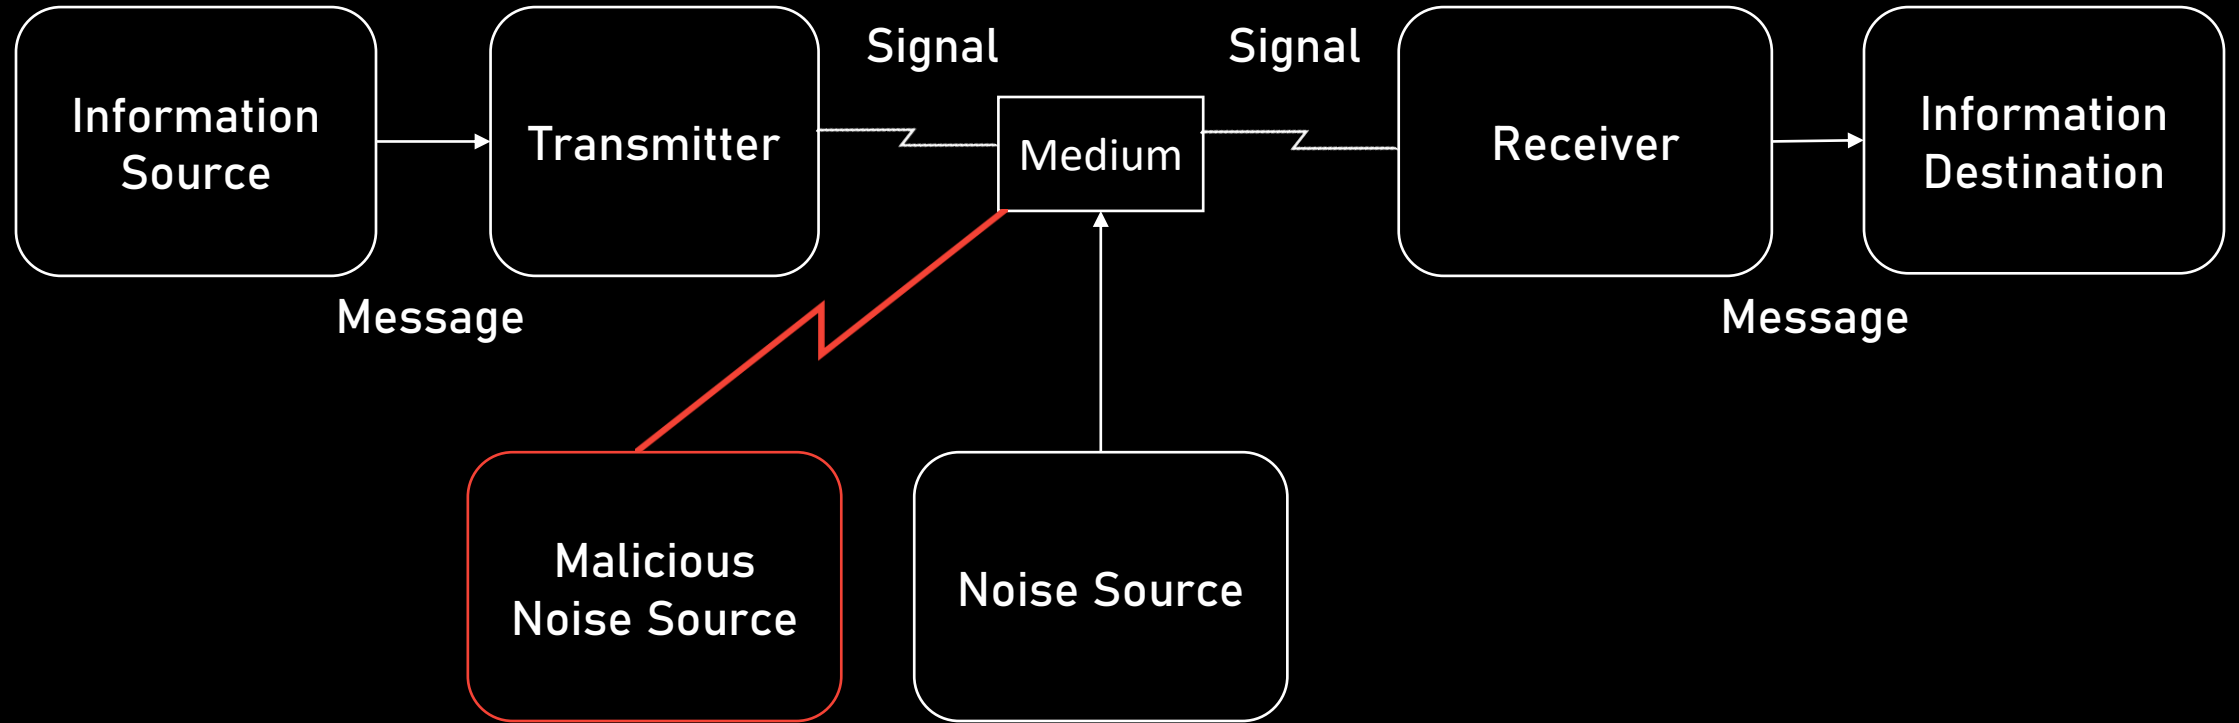 Signal
Signal
Information
Source
Transmitter
Medium
Receiver
Information
Destination
Message
Message
Malicious
Noise Source
Noise Source